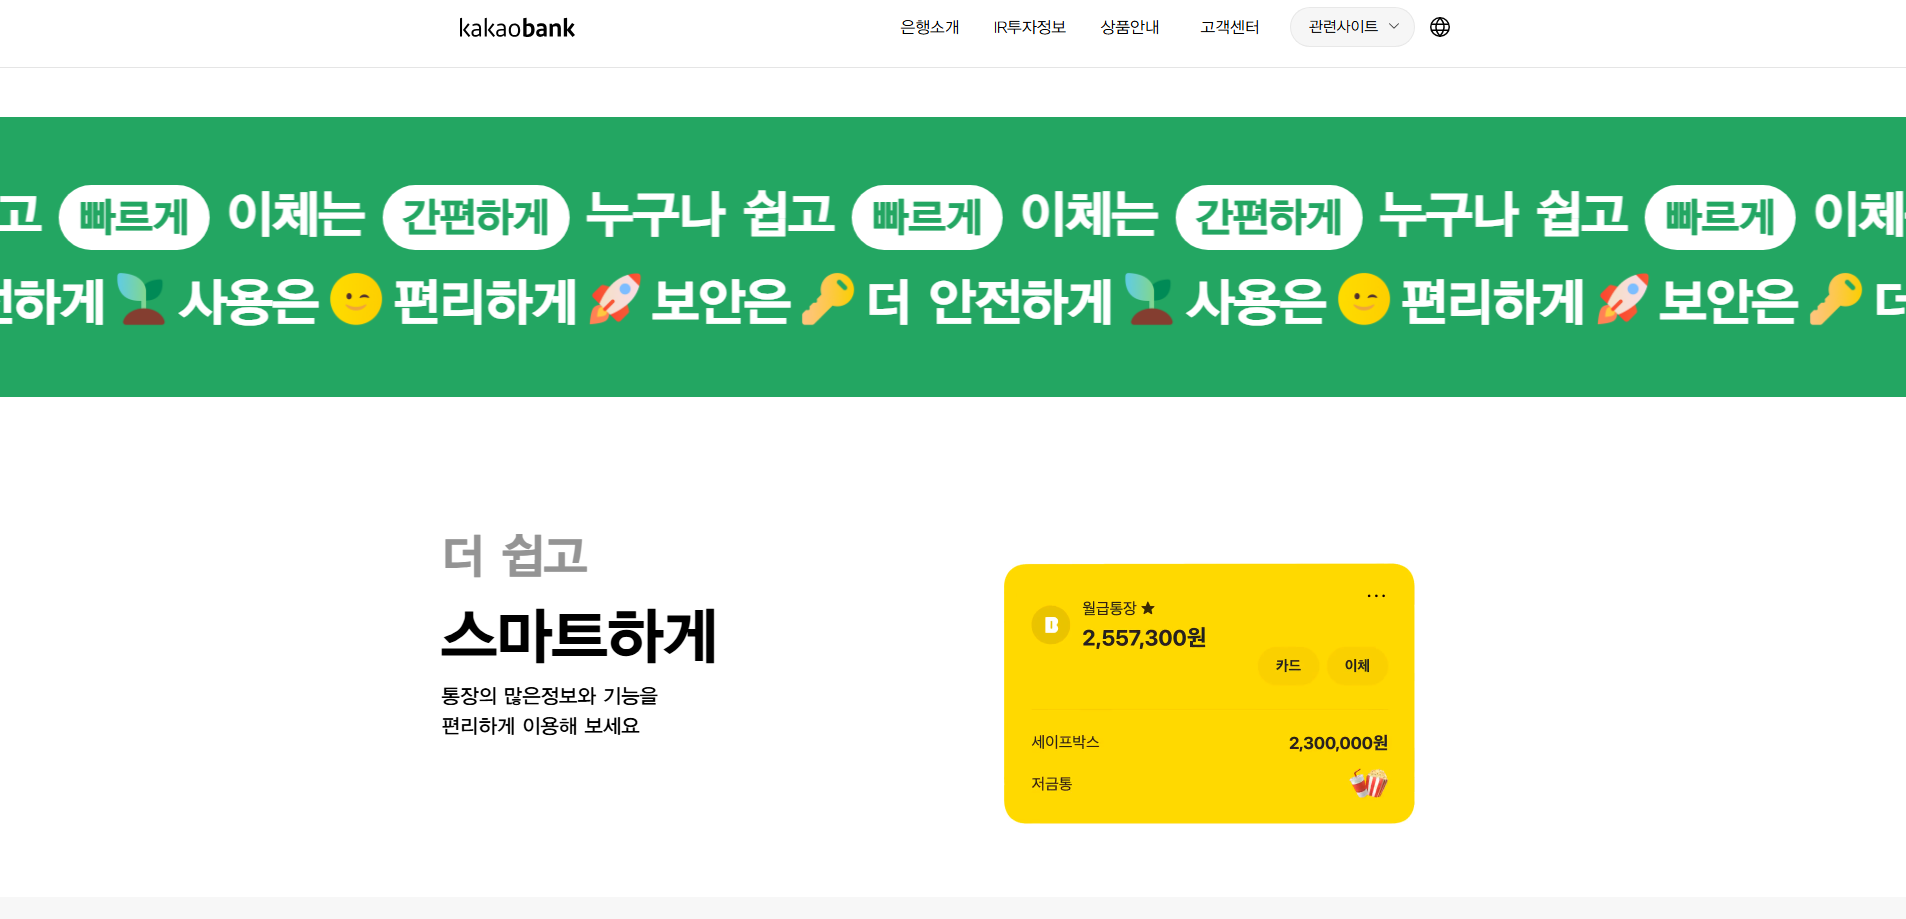 kakaobank
은행소개 IR투자정보 상품안내 고객센터 관련사이트
고 빠르게 이체는 간편하게 누구나 쉽고 빠르게 이체는 간편하게 누구나 쉽고 빠르게 이체
전하게 사용은 편리하게 보안은 더 안전하게 사용은 편리하게 보안은 더
더 쉽고
스마트하게
통장의 많은정보와 기능을
편리하게 이용해 보세요
B
월급통장 ★
2,557,300원
카드 이체
세이프박스 2,300,000원
저금통